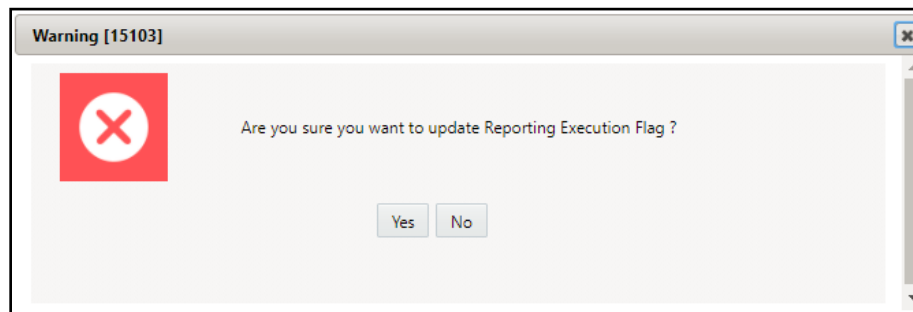 Warning [15103]
Are you sure you want to update Reporting Execution Flag ?
Yes No